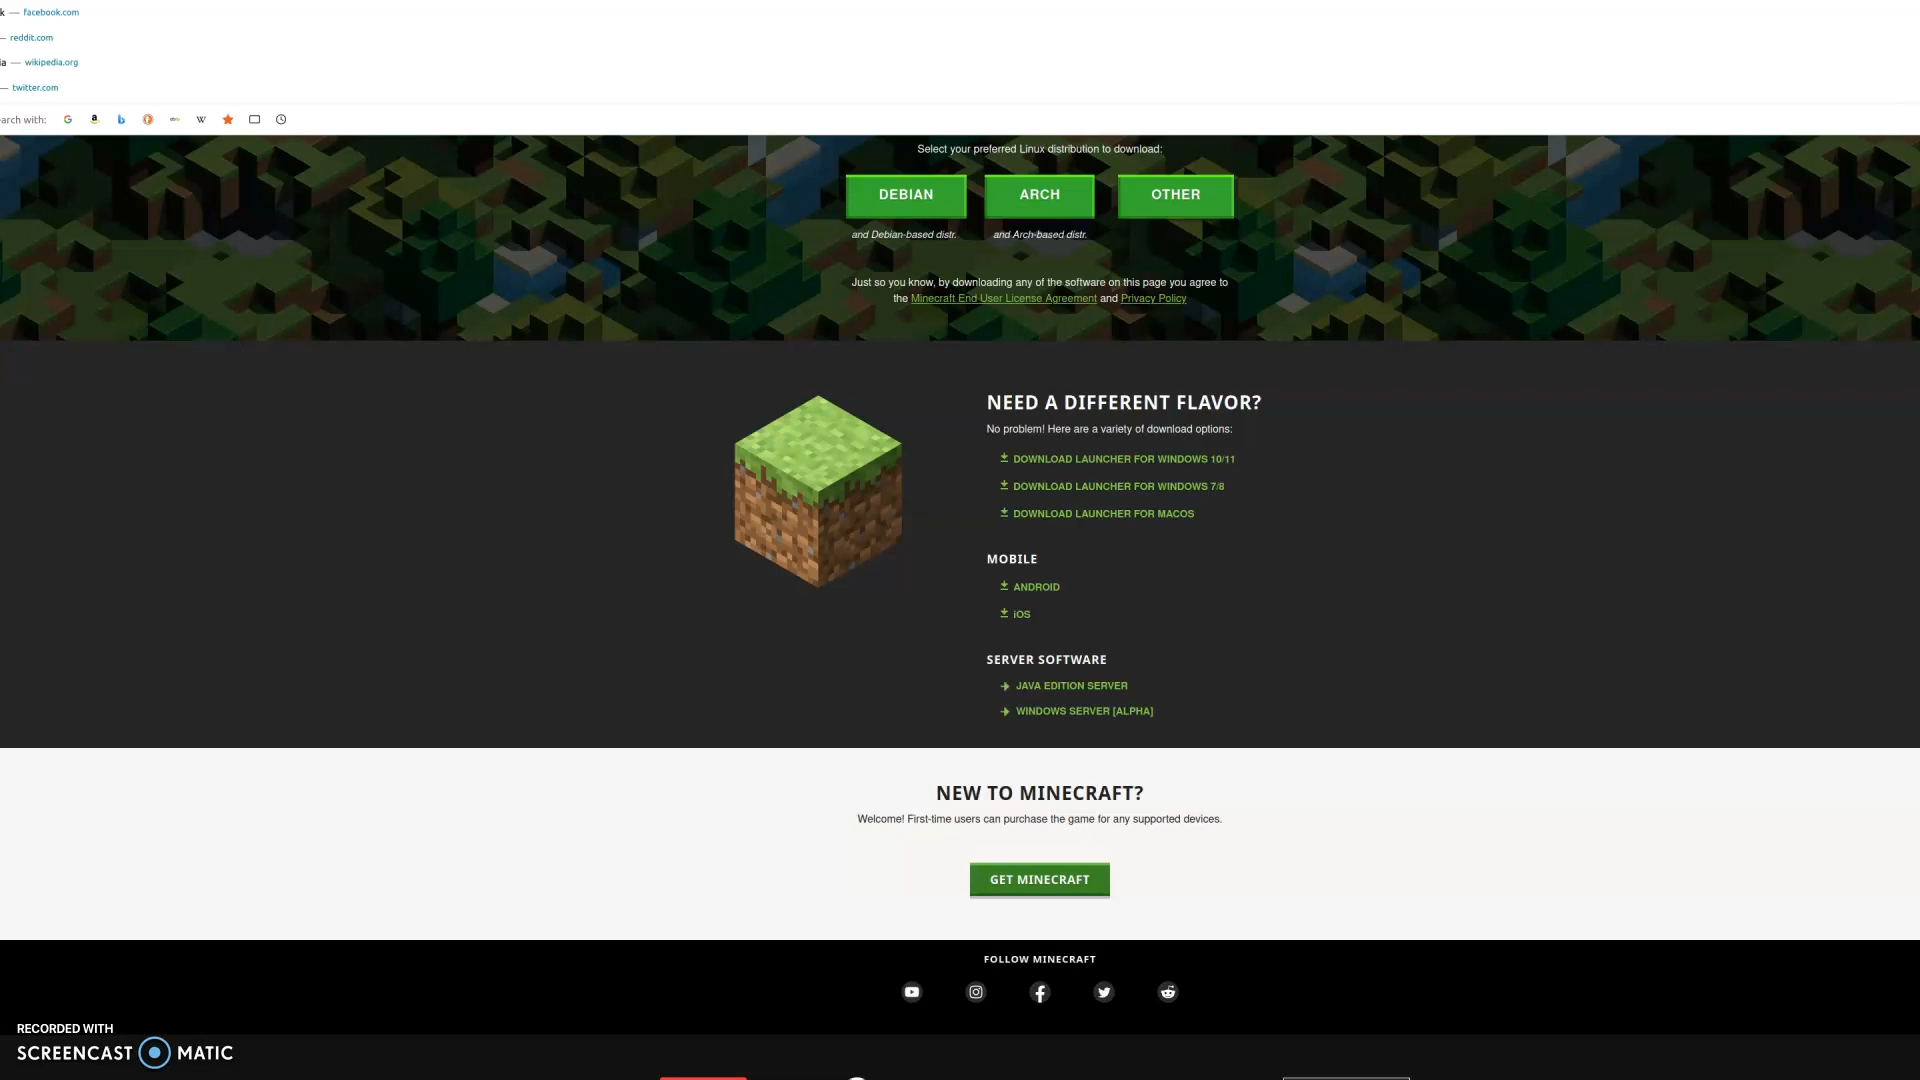 k — facebook.com
— reddit.com
ia — wikipedia.org
— twitter.com
arch with:
Select your preferred Linux distribution to download:
DEBIAN ARCH OTHER
and Debian-based distr. and Arch-based distr.
Just so you know, by downloading any of the software on this page you agree to
the Minecraft End User License Agreement and Privacy Policy
NEED A DIFFERENT FLAVOR?
No problem! Here are a variety of download options:
DOWNLOAD LAUNCHER FOR WINDOWS 10/11
DOWNLOAD LAUNCHER FOR WINDOWS 7/8
DOWNLOAD LAUNCHER FOR MACOS
MOBILE
ANDROID
iOS
SERVER SOFTWARE
JAVA EDITION SERVER
WINDOWS SERVER [ALPHA]
NEW TO MINECRAFT?
Welcome! First-time users can purchase the game for any supported devices.
GET MINECRAFT
FOLLOW MINECRAFT
RECORDED WITH
SCREENCAST MATIC